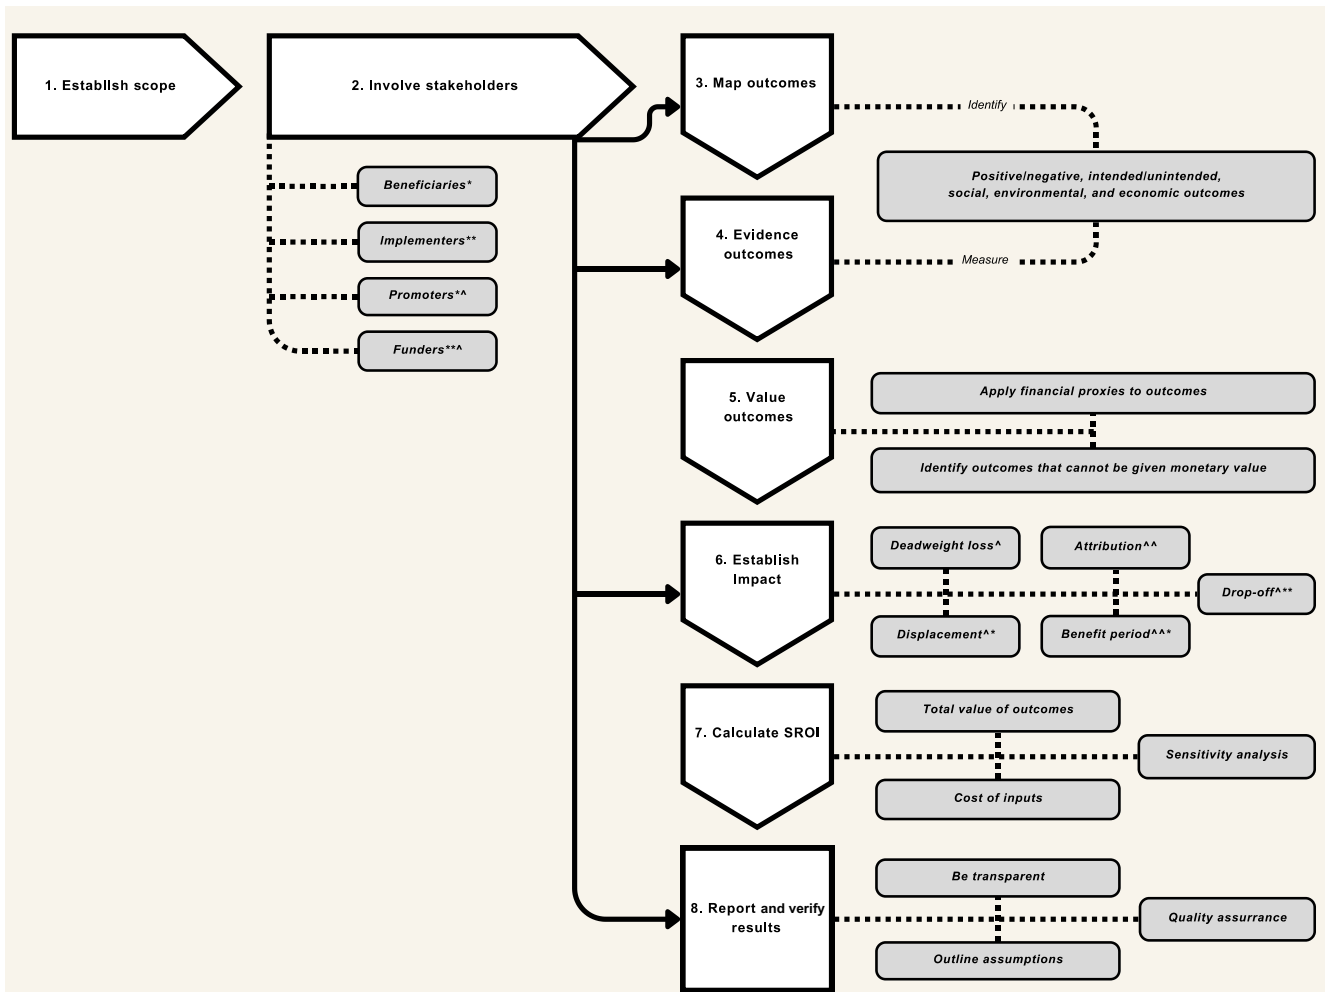 1. Establish scope
2. Involve stakeholders
Beneficiaries*
Implementers**
Promoters*^
Funders**^
3. Map outcomes
Identify
Positive/negative, intended/unintended,
social, environmental, and economic outcomes
4. Evidence
outcomes
Measure
5. Value
outcomes
Apply financial proxies to outcomes
Identify outcomes that cannot be given monetary value
6. Establish
Impact
Deadweight loss^
Attribution^^
Drop-off^**
Displacement^*
Benefit period^^*
7. Calculate SROI
Total value of outcomes
Sensitivity analysis
Cost of inputs
8. Report and verify
results
Be transparent
Quality assurrance
Outline assumptions